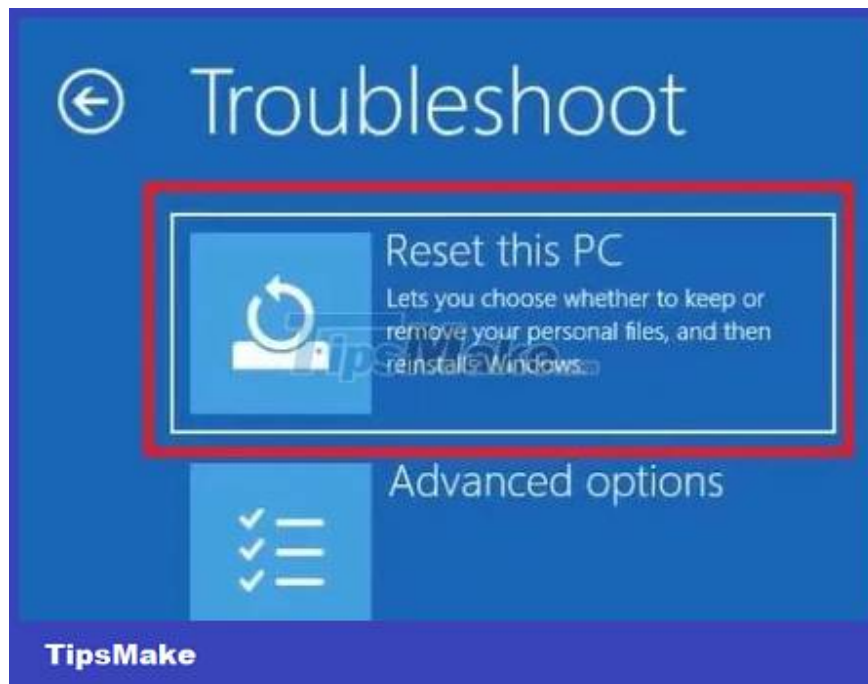 Troubleshoot
Reset this PC
Lets you choose whether to keep or
remove your personal files, and then
reinstalls Windows.
TipsMake
Advanced options
TipsMake